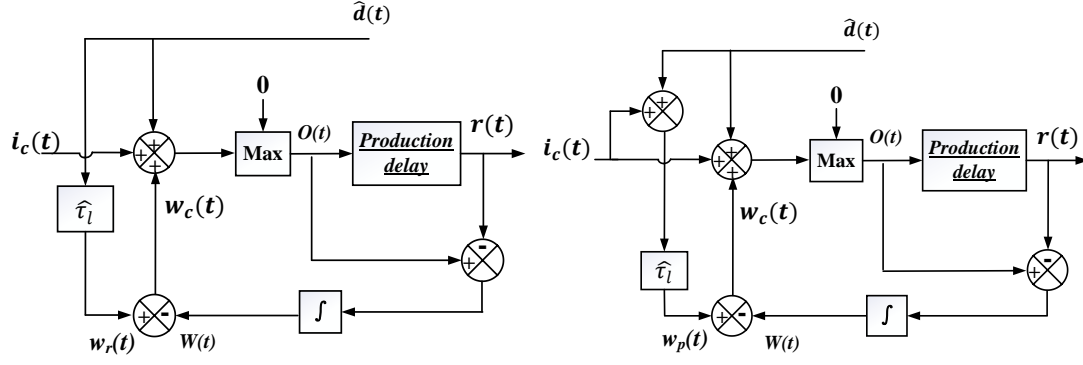 d̂(t)
0
i_c(t)
+
+
+
Max
O(t)
Production
delay
r(t)
τ̂_l
w_c(t)
-
+
∫
+
-
w_r(t)
W(t)
d̂(t)
+
+
0
i_c(t)
+
+
+
Max
O(t)
Production
delay
r(t)
w_c(t)
τ̂_l
-
+
∫
+
-
w_p(t)
W(t)